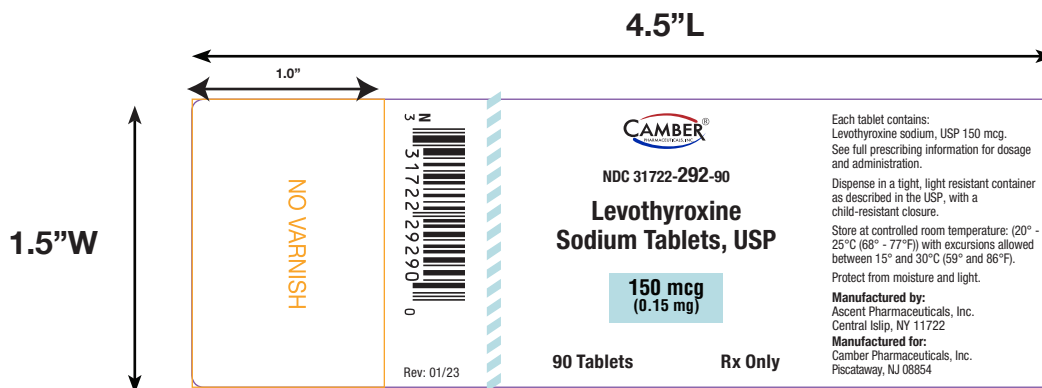 4.5”L
1.0”
1.5”W
NO VARNISH
N
3
31722 29290
0
Rev: 01/23
CAMBER®
PHARMACEUTICALS, INC
NDC 31722-292-90
Levothyroxine
Sodium Tablets, USP
150 mcg
(0.15 mg)
90 Tablets Rx Only
Each tablet contains:
Levothyroxine sodium, USP 150 mcg.
See full prescribing information for dosage
and administration.
Dispense in a tight, light resistant container
as described in the USP, with a
child-resistant closure.
Store at controlled room temperature: (20° -
25°C (68° - 77°F)) with excursions allowed
between 15° and 30°C (59° and 86°F).
Protect from moisture and light.
Manufactured by:
Ascent Pharmaceuticals, Inc.
Central Islip, NY 11722
Manufactured for:
Camber Pharmaceuticals, Inc.
Piscataway, NJ 08854